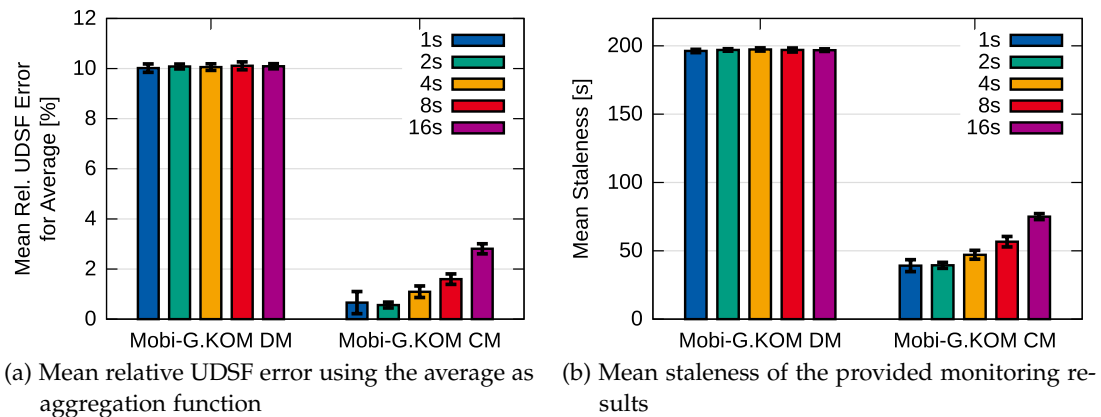 Mean Rel. UDSF Error
for Average [%]
12
10
8
6
4
2
0
1s
2s
4s
8s
16s
Mobi-G.KOM DM
Mobi-G.KOM CM
(a) Mean relative UDSF error using the average as
aggregation function
Mean Staleness [s]
200
150
100
50
0
1s
2s
4s
8s
16s
Mobi-G.KOM DM
Mobi-G.KOM CM
(b) Mean staleness of the provided monitoring re-
sults